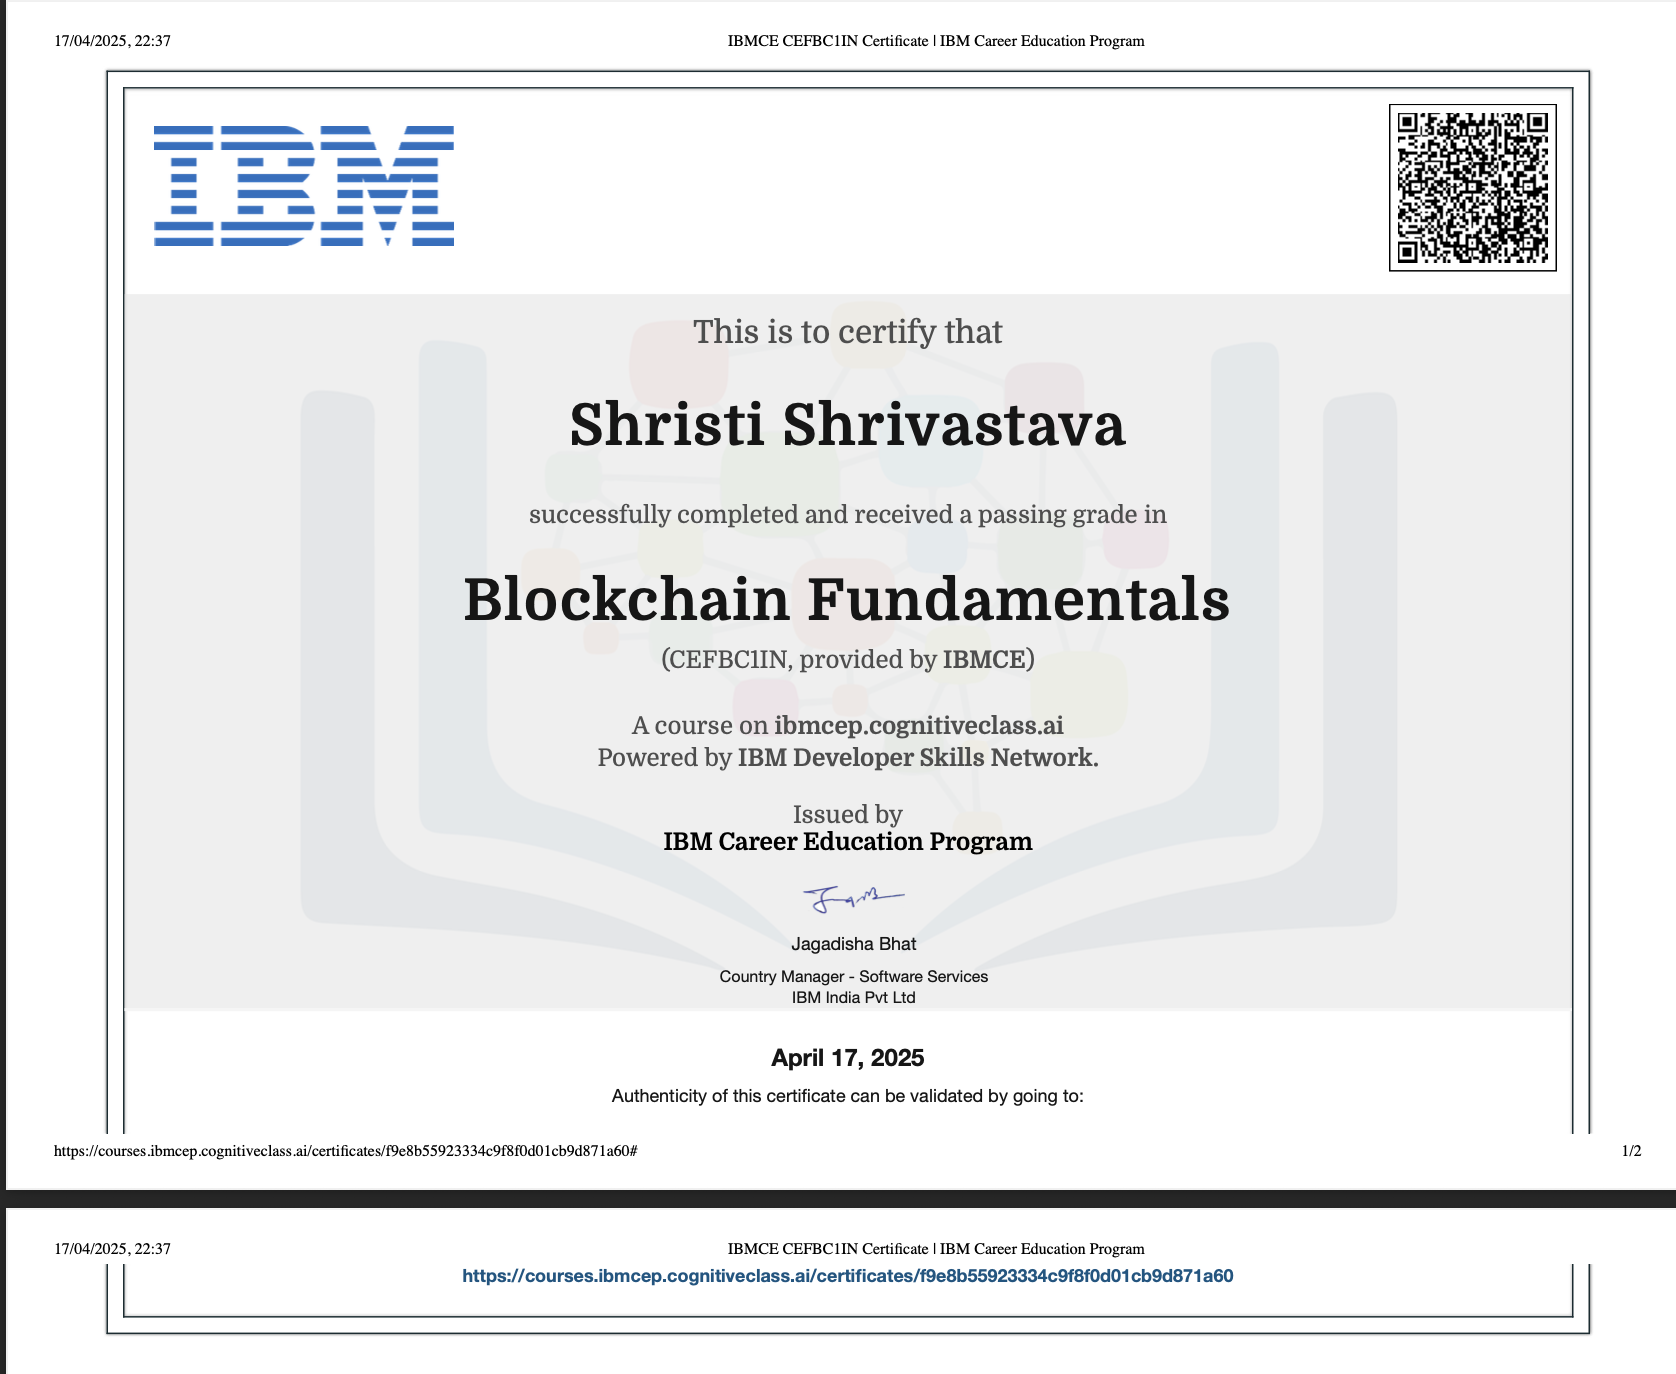 17/04/2025, 22:37
IBMCE CEFBC1IN Certificate | IBM Career Education Program
IBM
This is to certify that
Shristi Shrivastava
successfully completed and received a passing grade in
Blockchain Fundamentals
(CEFBC1IN, provided by IBMCE)
A course on ibmcep.cognitiveclass.ai
Powered by IBM Developer Skills Network.
Issued by
IBM Career Education Program
Jagadisha Bhat
Country Manager - Software Services
IBM India Pvt Ltd
April 17, 2025
Authenticity of this certificate can be validated by going to:
https://courses.ibmcep.cognitiveclass.ai/certificates/f9e8b55923334c9f8f0d01cb9d871a60#
1/2
17/04/2025, 22:37
IBMCE CEFBC1IN Certificate | IBM Career Education Program
https://courses.ibmcep.cognitiveclass.ai/certificates/f9e8b55923334c9f8f0d01cb9d871a60